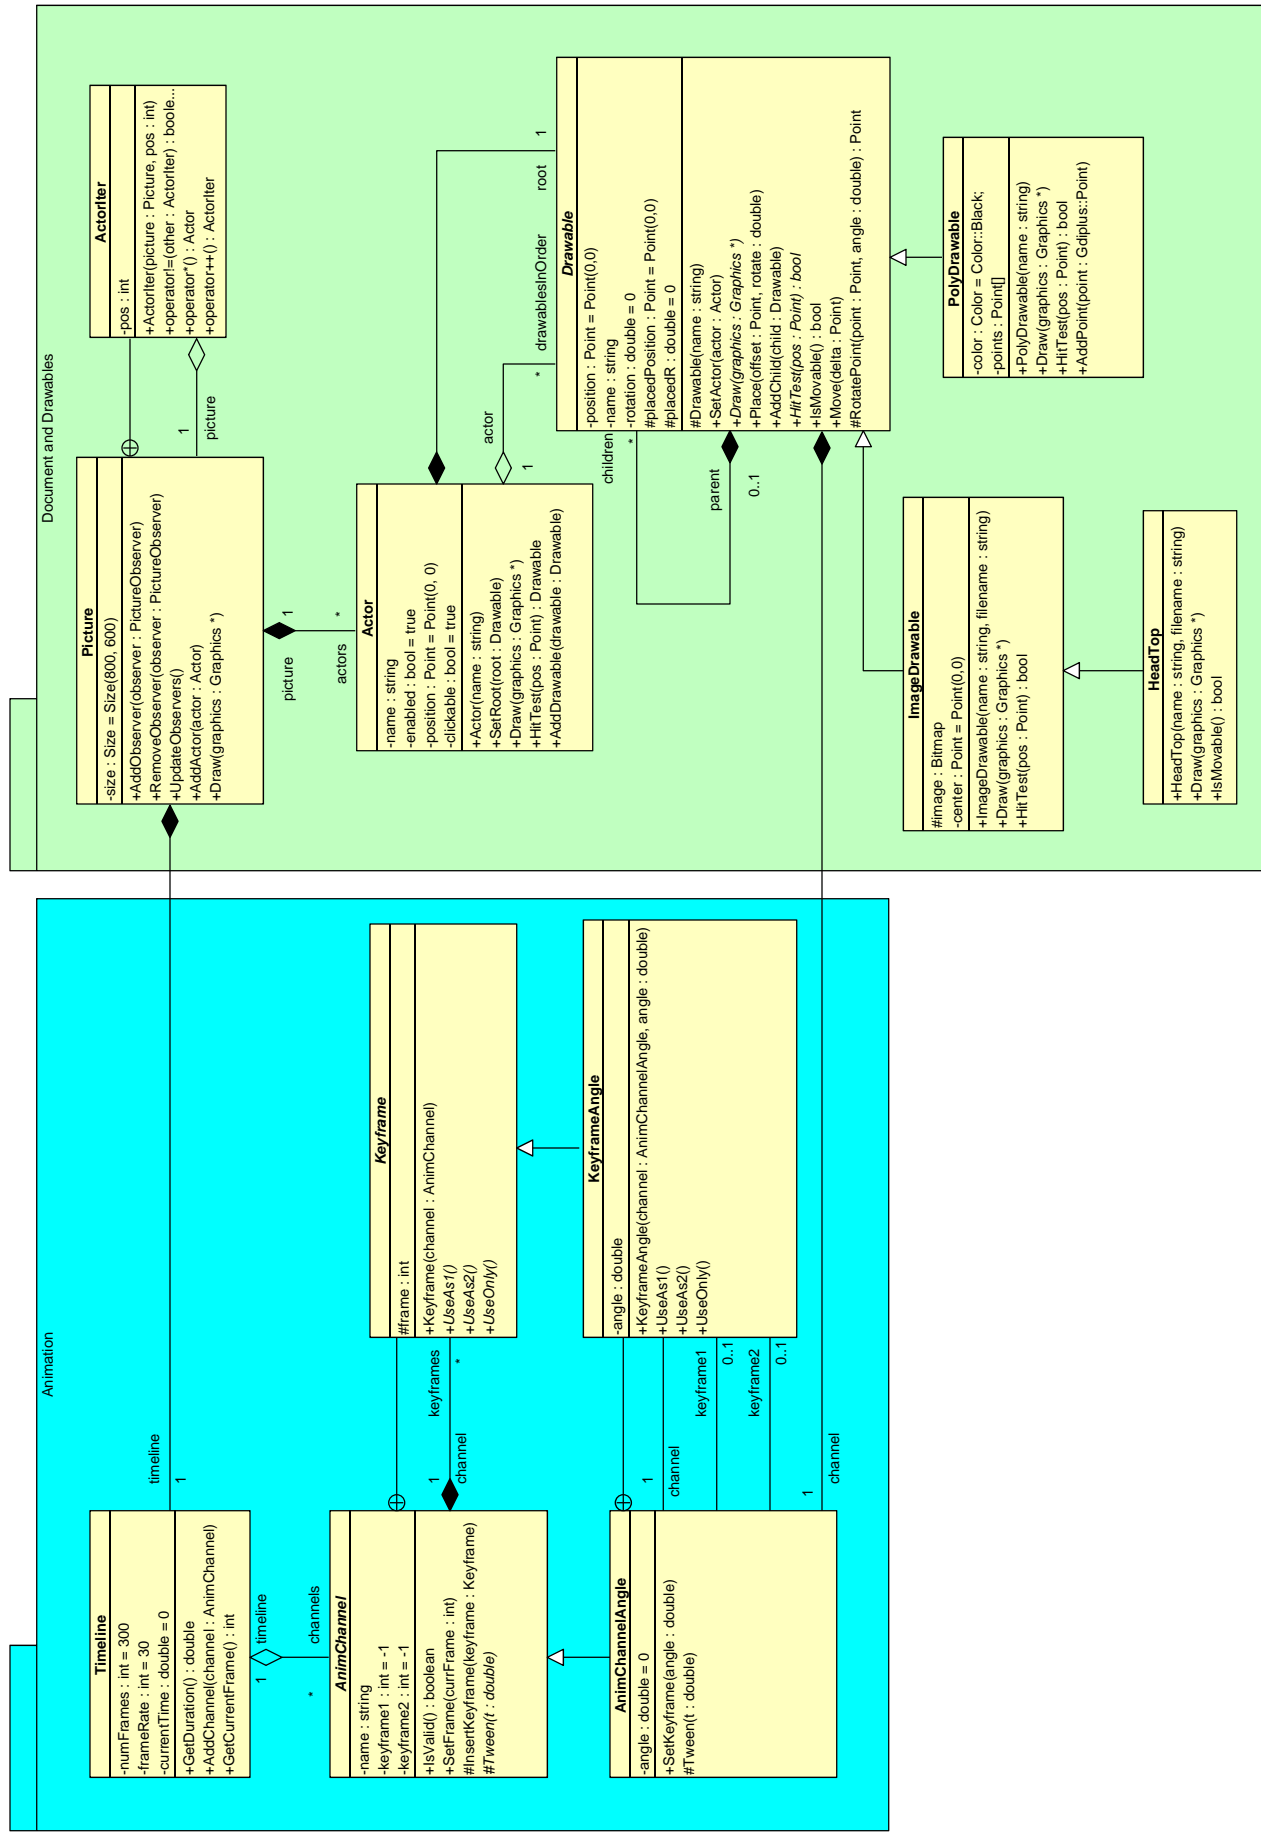 Animation
Timeline
-numFrames : int = 300
-frameRate : int = 30
-currentTime : double = 0
+GetDuration() : double
+AddChannel(channel : AnimChannel)
+GetCurrentFrame() : int
1
timeline
*
channels
timeline
1
AnimChannel
-name : string
-keyframe1 : int = -1
-keyframe2 : int = -1
+IsValid() : boolean
+SetFrame(currFrame : int)
#InsertKeyframe(keyframe : Keyframe)
#Tween(t : double)
1
channel
keyframes
*
Keyframe
#frame : int
+Keyframe(channel : AnimChannel)
+UseAs1()
+UseAs2()
+UseOnly()
AnimChannelAngle
-angle : double = 0
+SetKeyframe(angle : double)
#Tween(t : double)
1
channel
keyframe1
0..1
keyframe2
0..1
1
channel
KeyframeAngle
-angle : double
+KeyframeAngle(channel : AnimChannelAngle, angle : double)
+UseAs1()
+UseAs2()
+UseOnly()
Document and Drawables
Picture
-size : Size = Size(800, 600)
+AddObserver(observer : PictureObserver)
+RemoveObserver(observer : PictureObserver)
+UpdateObservers()
+AddActor(actor : Actor)
+Draw(graphics : Graphics *)
1
picture
ActorIter
-pos : int
+ActorIter(picture : Picture, pos : int)
+operator!=(other : ActorIter) : boole...
+operator*() : Actor
+operator++() : ActorIter
picture
1
actors
*
Actor
-name : string
-enabled : bool = true
-position : Point = Point(0, 0)
-clickable : bool = true
+Actor(name : string)
+SetRoot(root : Drawable)
+Draw(graphics : Graphics *)
+HitTest(pos : Point) : Drawable
+AddDrawable(drawable : Drawable)
root
1
actor
1
*
drawablesInOrder
Drawable
-position : Point = Point(0,0)
-name : string
-rotation : double = 0
#placedPosition : Point = Point(0,0)
#placedR : double = 0
#Drawable(name : string)
+SetActor(actor : Actor)
+Draw(graphics : Graphics *)
+Place(offset : Point, rotate : double)
+AddChild(child : Drawable)
+HitTest(pos : Point) : bool
+IsMovable() : bool
+Move(delta : Point)
#RotatePoint(point : Point, angle : double) : Point
children
*
parent
0..1
ImageDrawable
#image : Bitmap
-center : Point = Point(0,0)
+ImageDrawable(name : string, filename : string)
+Draw(graphics : Graphics *)
+HitTest(pos : Point) : bool
PolyDrawable
-color : Color = Color::Black;
-points : Point[]
+PolyDrawable(name : string)
+Draw(graphics : Graphics *)
+HitTest(pos : Point) : bool
+AddPoint(point : Gdiplus::Point)
HeadTop
+HeadTop(name : string, filename : string)
+Draw(graphics : Graphics *)
+IsMovable() : bool